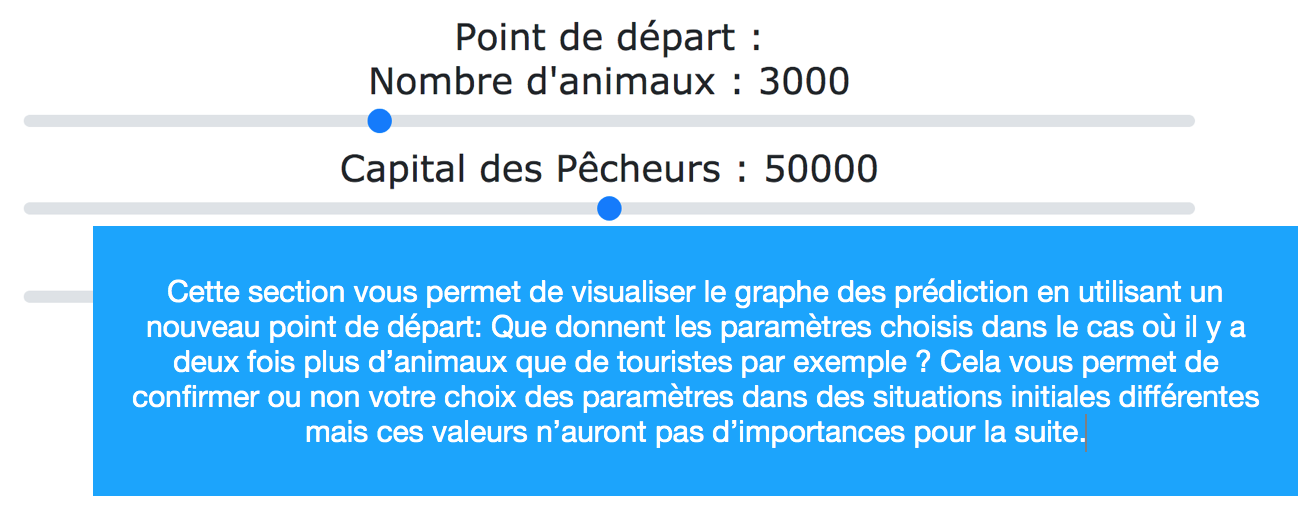 Point de départ :
Nombre d'animaux : 3000
Capital des Pêcheurs : 50000
Cette section vous permet de visualiser le graphe des prédiction en utilisant un
nouveau point de départ: Que donnent les paramètres choisis dans le cas où il y a
deux fois plus d’animaux que de touristes par exemple ? Cela vous permet de
confirmer ou non votre choix des paramètres dans des situations initiales différentes
mais ces valeurs n’auront pas d’importances pour la suite.